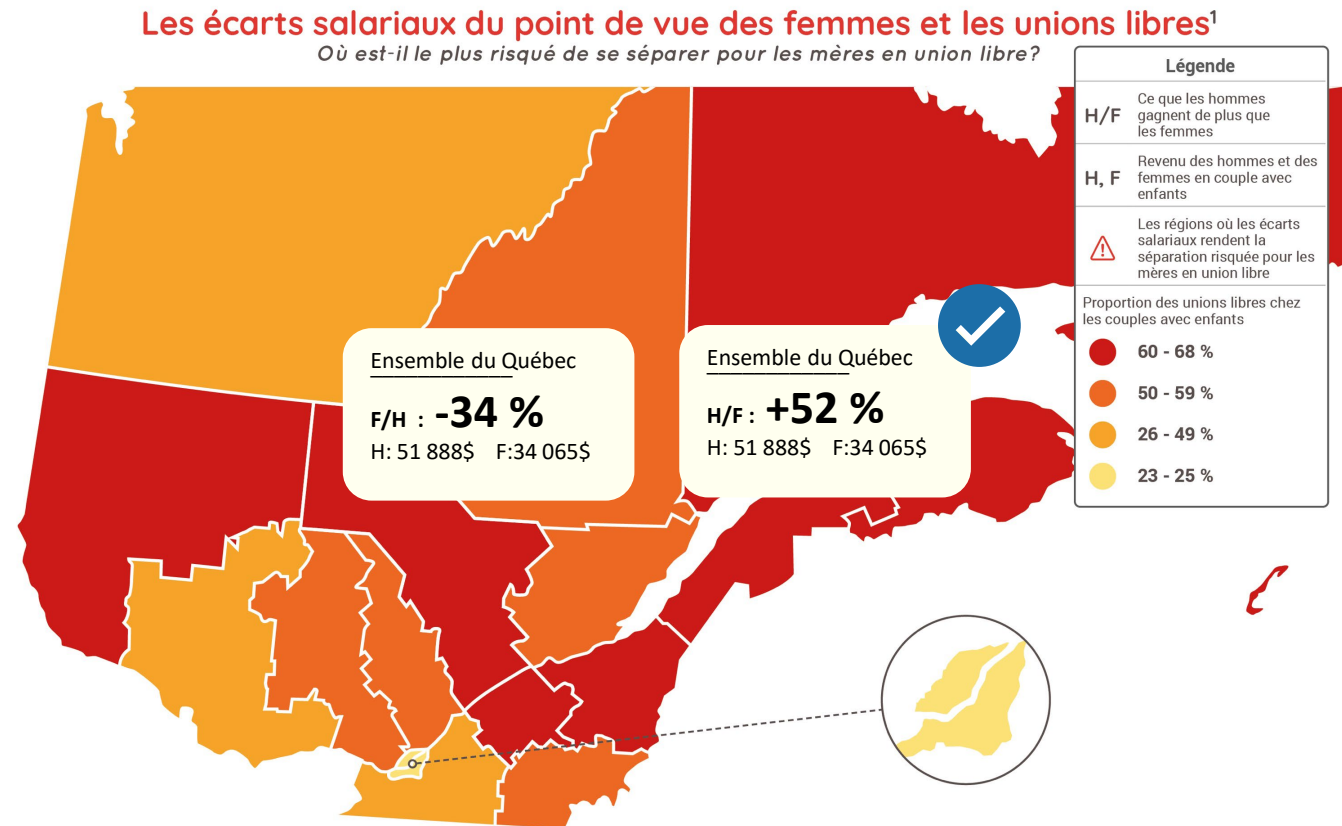 Les écarts salariaux du point de vue des femmes et les unions libres¹
Où est-il le plus risqué de se séparer pour les mères en union libre?
Légende
H/F Ce que les hommes
gagnent de plus que
les femmes
H, F Revenu des hommes et des
femmes en couple avec
enfants
Les régions où les écarts
salariaux rendent la
séparation risquée pour les
mères en union libre
Proportion des unions libres chez
les couples avec enfants
60 - 68 %
50 - 59 %
26 - 49 %
23 - 25 %
Ensemble du Québec
F/H : -34 %
H: 51 888$ F:34 065$
Ensemble du Québec
H/F : +52 %
H: 51 888$ F:34 065$